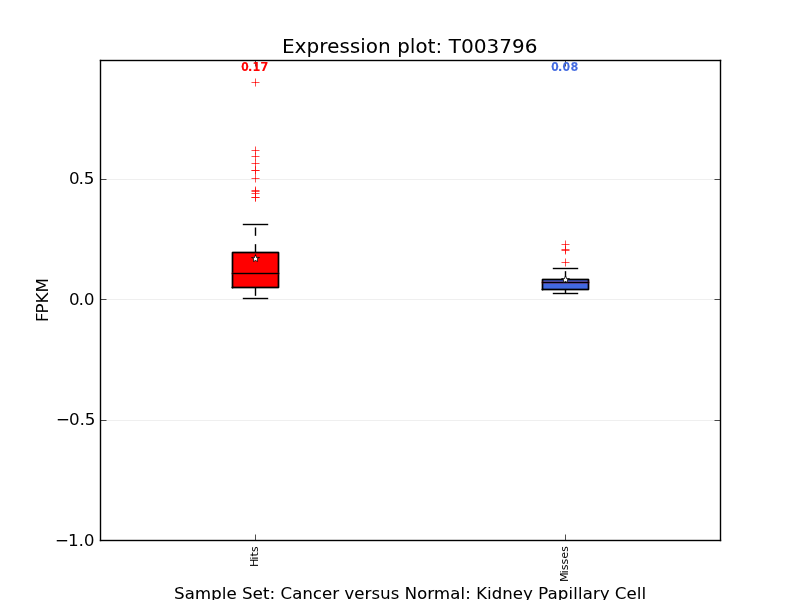 Expression plot: T003796
0.17
0.08
0.5
0.0
−0.5
−1.0
FPKM
Hits
Misses
Sample Set: Cancer versus Normal: Kidney Papillary Cell